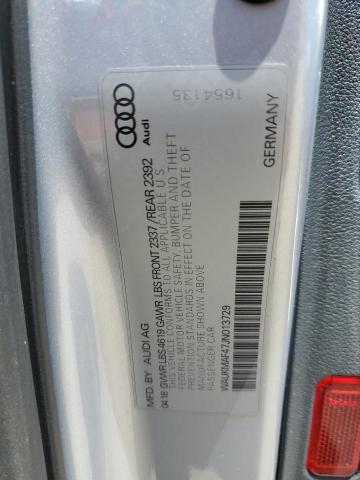 Audi
1654135
MFD. BY AUDI AG
04.18 GVWR LBS 4619 GAWR LBS FRONT 2337 / REAR 2392
THIS VEHICLE CONFORMS TO ALL APPLICABLE U S
FEDERAL MOTOR VEHICLE SAFETY, BUMPER AND THEFT
PREVENTION STANDARDS IN EFFECT ON THE DATE OF
MANUFACTURE SHOWN ABOVE.
PASSENGER CAR
WAUKMAF47JN013729
GERMANY